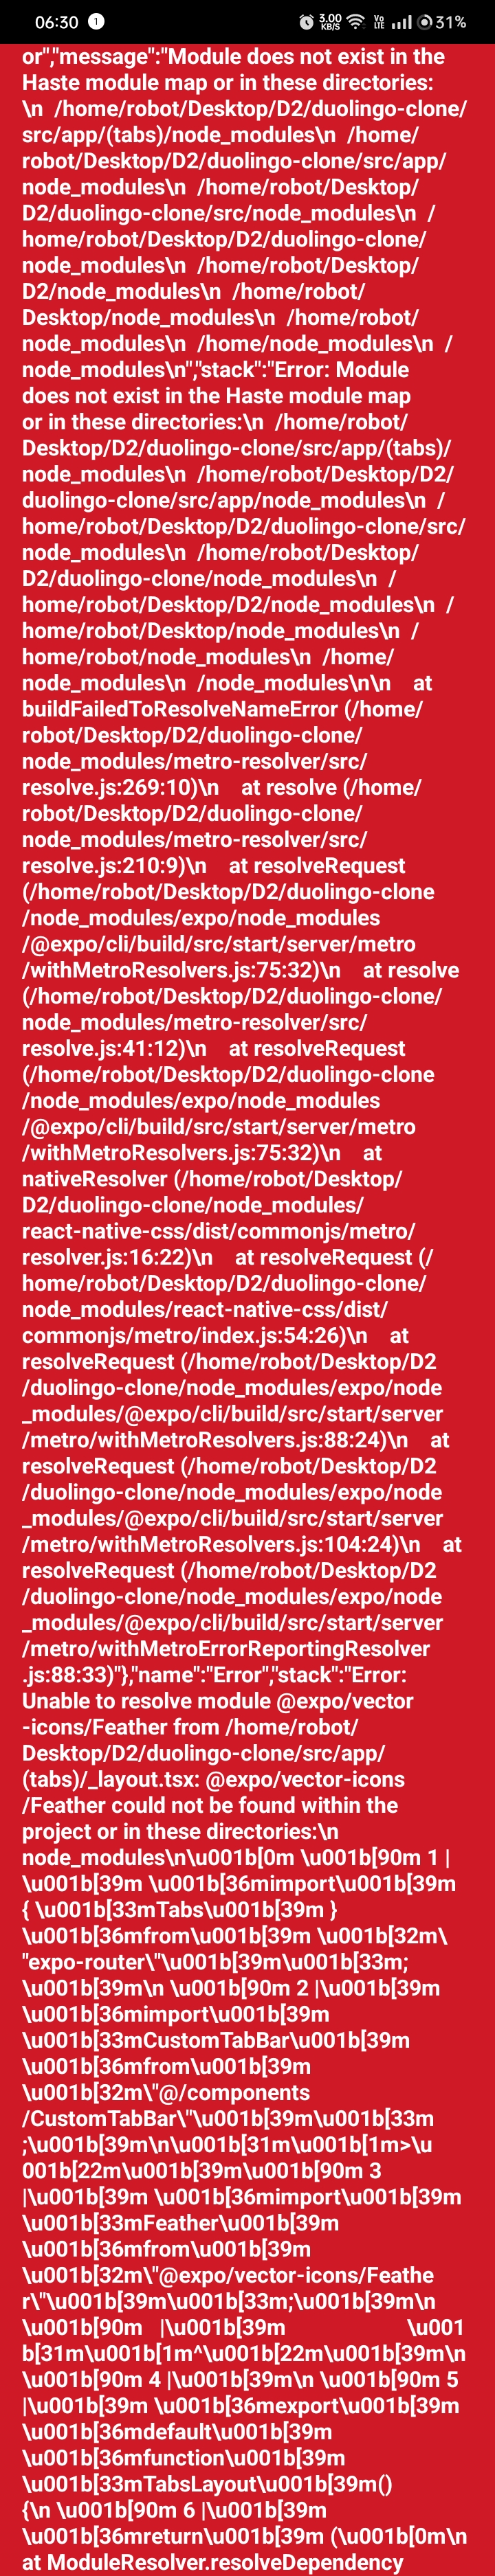 06:30 1 3.00 KB/S Vo LTE 31%
or","message":"Module does not exist in the
Haste module map or in these directories:
\n  /home/robot/Desktop/D2/duolingo-clone/
src/app/(tabs)/node_modules\n  /home/
robot/Desktop/D2/duolingo-clone/src/app/
node_modules\n  /home/robot/Desktop/
D2/duolingo-clone/src/node_modules\n  /
home/robot/Desktop/D2/duolingo-clone/
node_modules\n  /home/robot/Desktop/
D2/node_modules\n  /home/robot/
Desktop/node_modules\n  /home/robot/
node_modules\n  /home/node_modules\n  /
node_modules\n","stack":"Error: Module
does not exist in the Haste module map
or in these directories:\n  /home/robot/
Desktop/D2/duolingo-clone/src/app/(tabs)/
node_modules\n  /home/robot/Desktop/D2/
duolingo-clone/src/app/node_modules\n  /
home/robot/Desktop/D2/duolingo-clone/src/
node_modules\n  /home/robot/Desktop/
D2/duolingo-clone/node_modules\n  /
home/robot/Desktop/D2/node_modules\n  /
home/robot/Desktop/node_modules\n  /
home/robot/node_modules\n  /home/
node_modules\n  /node_modules\n\n    at
buildFailedToResolveNameError (/home/
robot/Desktop/D2/duolingo-clone/
node_modules/metro-resolver/src/
resolve.js:269:10)\n    at resolve (/home/
robot/Desktop/D2/duolingo-clone/
node_modules/metro-resolver/src/
resolve.js:210:9)\n    at resolveRequest
(/home/robot/Desktop/D2/duolingo-clone
/node_modules/expo/node_modules
/@expo/cli/build/src/start/server/metro
/withMetroResolvers.js:75:32)\n    at resolve
(/home/robot/Desktop/D2/duolingo-clone/
node_modules/metro-resolver/src/
resolve.js:41:12)\n    at resolveRequest
(/home/robot/Desktop/D2/duolingo-clone
/node_modules/expo/node_modules
/@expo/cli/build/src/start/server/metro
/withMetroResolvers.js:75:32)\n    at
nativeResolver (/home/robot/Desktop/
D2/duolingo-clone/node_modules/
react-native-css/dist/commonjs/metro/
resolver.js:16:22)\n    at resolveRequest (/
home/robot/Desktop/D2/duolingo-clone/
node_modules/react-native-css/dist/
commonjs/metro/index.js:54:26)\n    at
resolveRequest (/home/robot/Desktop/D2
/duolingo-clone/node_modules/expo/node
_modules/@expo/cli/build/src/start/server
/metro/withMetroResolvers.js:88:24)\n    at
resolveRequest (/home/robot/Desktop/D2
/duolingo-clone/node_modules/expo/node
_modules/@expo/cli/build/src/start/server
/metro/withMetroResolvers.js:104:24)\n    at
resolveRequest (/home/robot/Desktop/D2
/duolingo-clone/node_modules/expo/node
_modules/@expo/cli/build/src/start/server
/metro/withMetroErrorReportingResolver
.js:88:33)"},"name":"Error","stack":"Error:
Unable to resolve module @expo/vector
-icons/Feather from /home/robot/
Desktop/D2/duolingo-clone/src/app/
(tabs)/_layout.tsx: @expo/vector-icons
/Feather could not be found within the
project or in these directories:\n
node_modules\n\u001b[0m \u001b[90m 1 |
\u001b[39m \u001b[36mimport\u001b[39m
{ \u001b[33mTabs\u001b[39m }
\u001b[36mfrom\u001b[39m \u001b[32m\
"expo-router\"\u001b[39m\u001b[33m;
\u001b[39m\n \u001b[90m 2 |\u001b[39m
\u001b[36mimport\u001b[39m
\u001b[33mCustomTabBar\u001b[39m
\u001b[36mfrom\u001b[39m
\u001b[32m\"@/components
/CustomTabBar\"\u001b[39m\u001b[33m
;\u001b[39m\n\u001b[31m\u001b[1m>\u
001b[22m\u001b[39m\u001b[90m 3
|\u001b[39m \u001b[36mimport\u001b[39m
\u001b[33mFeather\u001b[39m
\u001b[36mfrom\u001b[39m
\u001b[32m\"@expo/vector-icons/Feathe
r\"\u001b[39m\u001b[33m;\u001b[39m\n
\u001b[90m   |\u001b[39m                    \u001
b[31m\u001b[1m^\u001b[22m\u001b[39m\n
\u001b[90m 4 |\u001b[39m\n \u001b[90m 5
|\u001b[39m \u001b[36mexport\u001b[39m
\u001b[36mdefault\u001b[39m
\u001b[36mfunction\u001b[39m
\u001b[33mTabsLayout\u001b[39m()
{\n \u001b[90m 6 |\u001b[39m
\u001b[36mreturn\u001b[39m (\u001b[0m\n
at ModuleResolver.resolveDependency